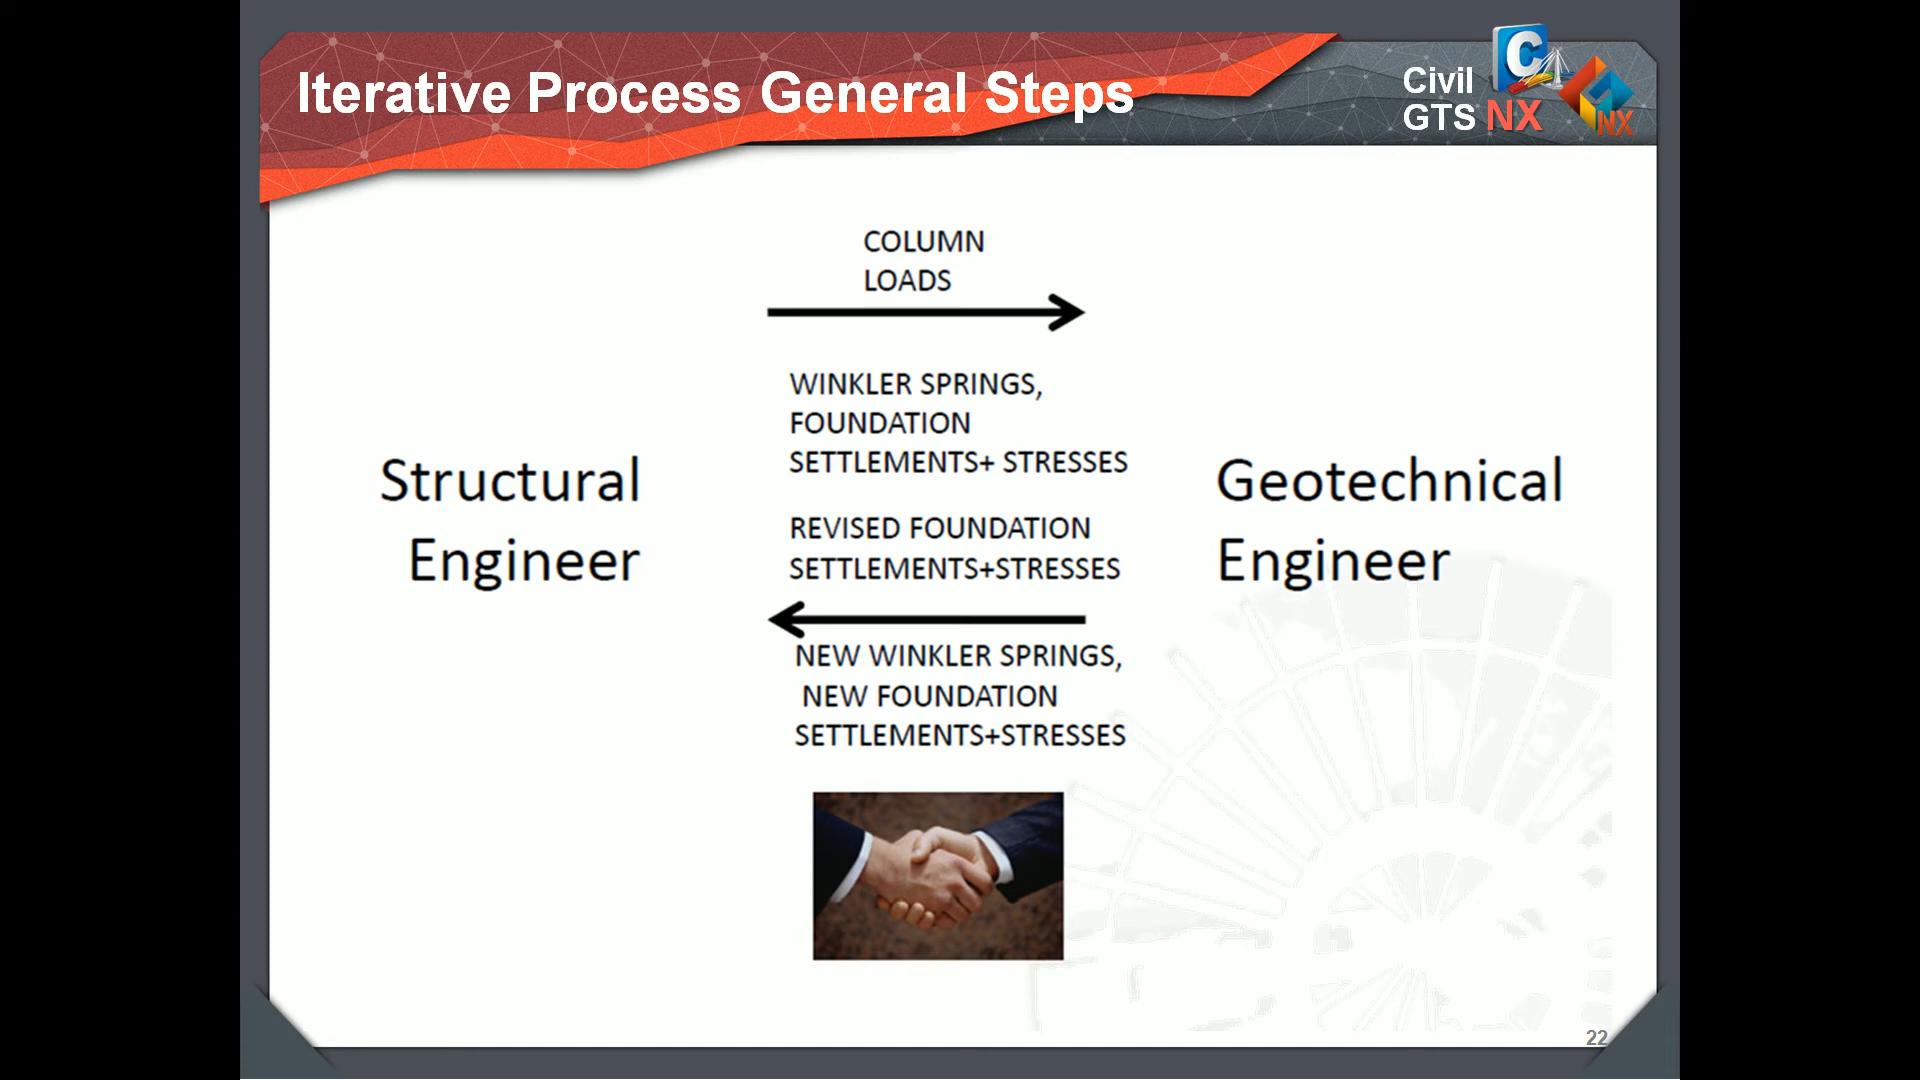 Iterative Process General Steps
Civil
GTS NX
C
NX
COLUMN
LOADS
WINKLER SPRINGS,
FOUNDATION
SETTLEMENTS+ STRESSES
Structural
Engineer
Geotechnical
Engineer
REVISED FOUNDATION
SETTLEMENTS+STRESSES
NEW WINKLER SPRINGS,
NEW FOUNDATION
SETTLEMENTS+STRESSES
22